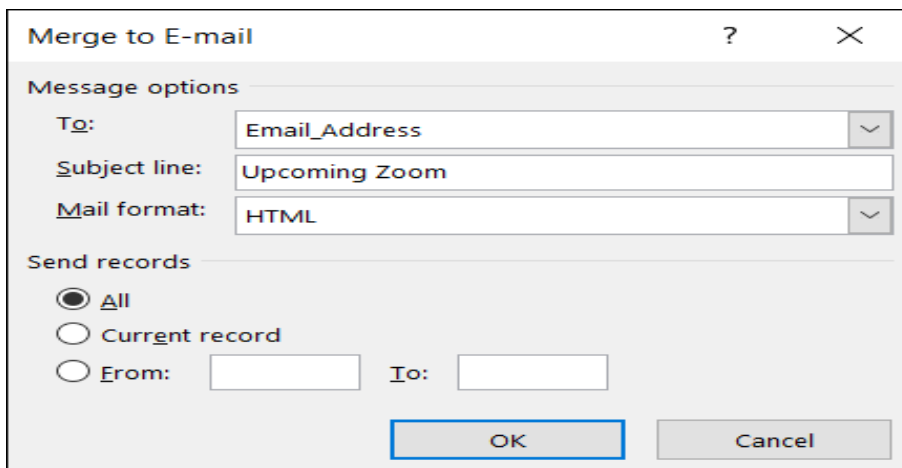 Merge to E-mail ?
Message options
To: Email_Address
Subject line: Upcoming Zoom
Mail format: HTML
Send records
All
Current record
From: To:
OK Cancel